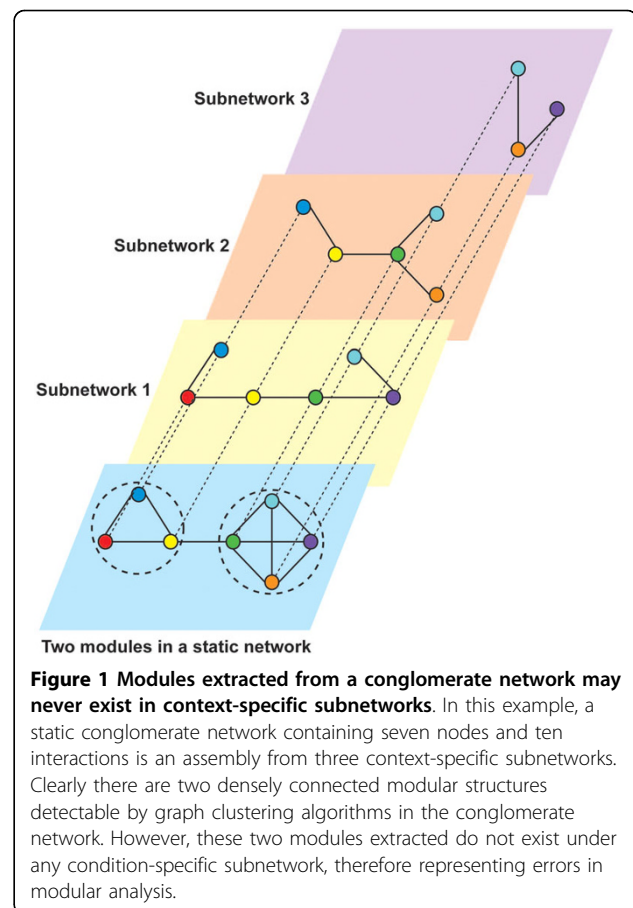 Subnetwork 3
Subnetwork 2
Subnetwork 1
Two modules in a static network
Figure 1 Modules extracted from a conglomerate network may
never exist in context-specific subnetworks. In this example, a
static conglomerate network containing seven nodes and ten
interactions is an assembly from three context-specific subnetworks.
Clearly there are two densely connected modular structures
detectable by graph clustering algorithms in the conglomerate
network. However, these two modules extracted do not exist under
any condition-specific subnetwork, therefore representing errors in
modular analysis.